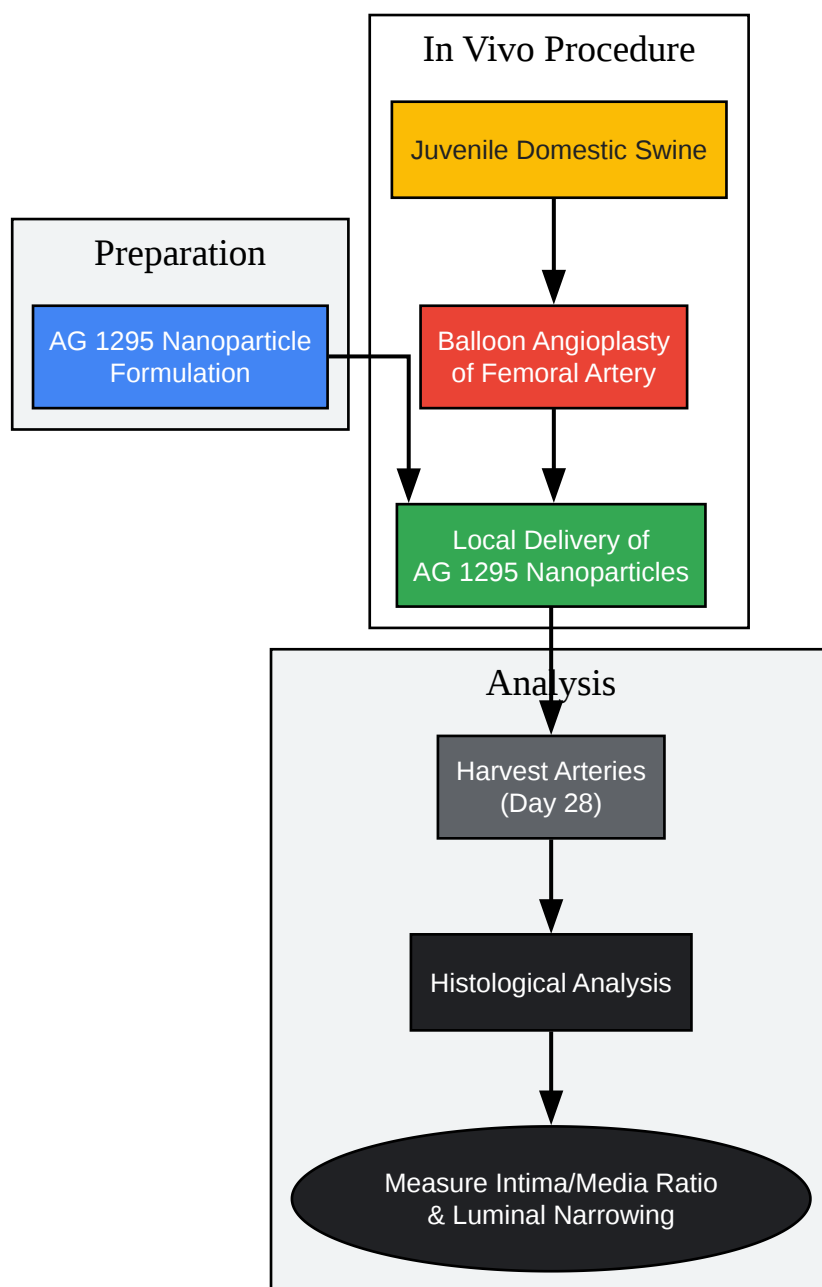 In Vivo Procedure
Juvenile Domestic Swine
Preparation
AG 1295 Nanoparticle
Formulation
Balloon Angioplasty
of Femoral Artery
Local Delivery of
AG 1295 Nanoparticles
Analysis
Harvest Arteries
(Day 28)
Histological Analysis
Measure Intima/Media Ratio
& Luminal Narrowing